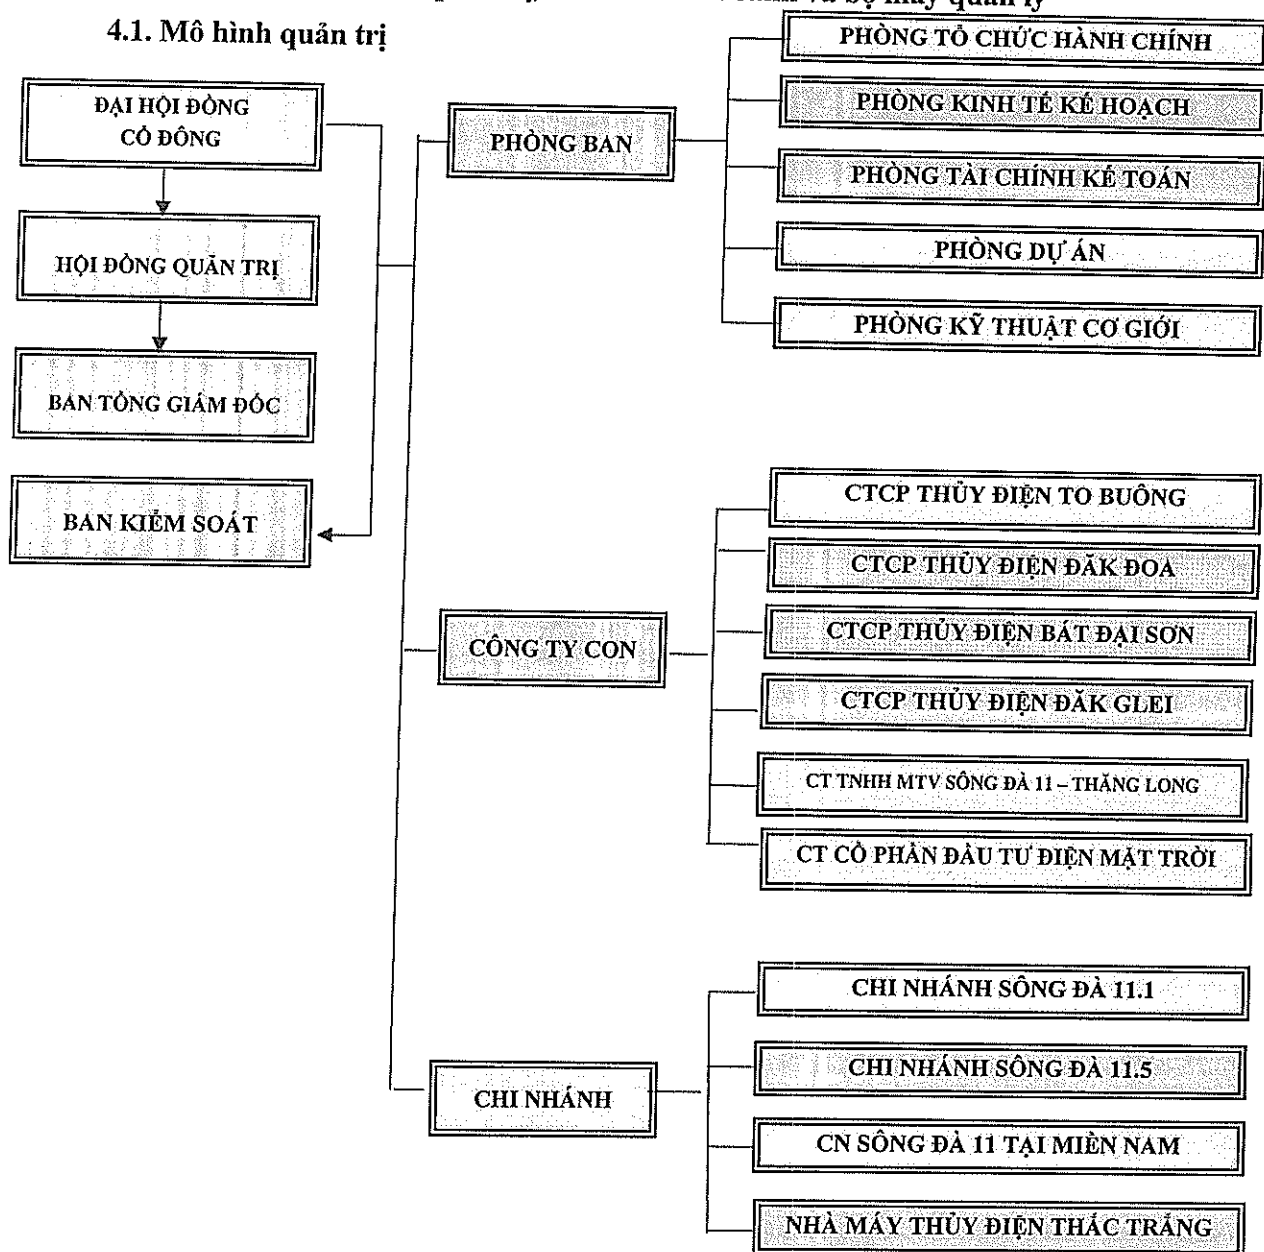 và bộ máy quản lý
4.1. Mô hình quản trị
ĐẠI HỘI ĐỒNG
CỔ ĐÔNG
HỘI ĐỒNG QUẢN TRỊ
BAN TỔNG GIÁM ĐỐC
BAN KIỂM SOÁT
PHÒNG BAN
PHÒNG TỔ CHỨC HÀNH CHÍNH
PHÒNG KINH TẾ KẾ HOẠCH
PHÒNG TÀI CHÍNH KẾ TOÁN
PHÒNG DỰ ÁN
PHÒNG KỸ THUẬT CƠ GIỚI
CÔNG TY CON
CTCP THỦY ĐIỆN TO BUÔNG
CTCP THỦY ĐIỆN ĐĂK ĐOA
CTCP THỦY ĐIỆN BÁT ĐẠI SƠN
CTCP THỦY ĐIỆN ĐĂK GLEI
CT TNHH MTV SÔNG ĐÀ 11 – THĂNG LONG
CT CỔ PHẦN ĐẦU TƯ ĐIỆN MẶT TRỜI
CHI NHÁNH
CHI NHÁNH SÔNG ĐÀ 11.1
CHI NHÁNH SÔNG ĐÀ 11.5
CN SÔNG ĐÀ 11 TẠI MIỀN NAM
NHÀ MÁY THỦY ĐIỆN THÁC TRẮNG